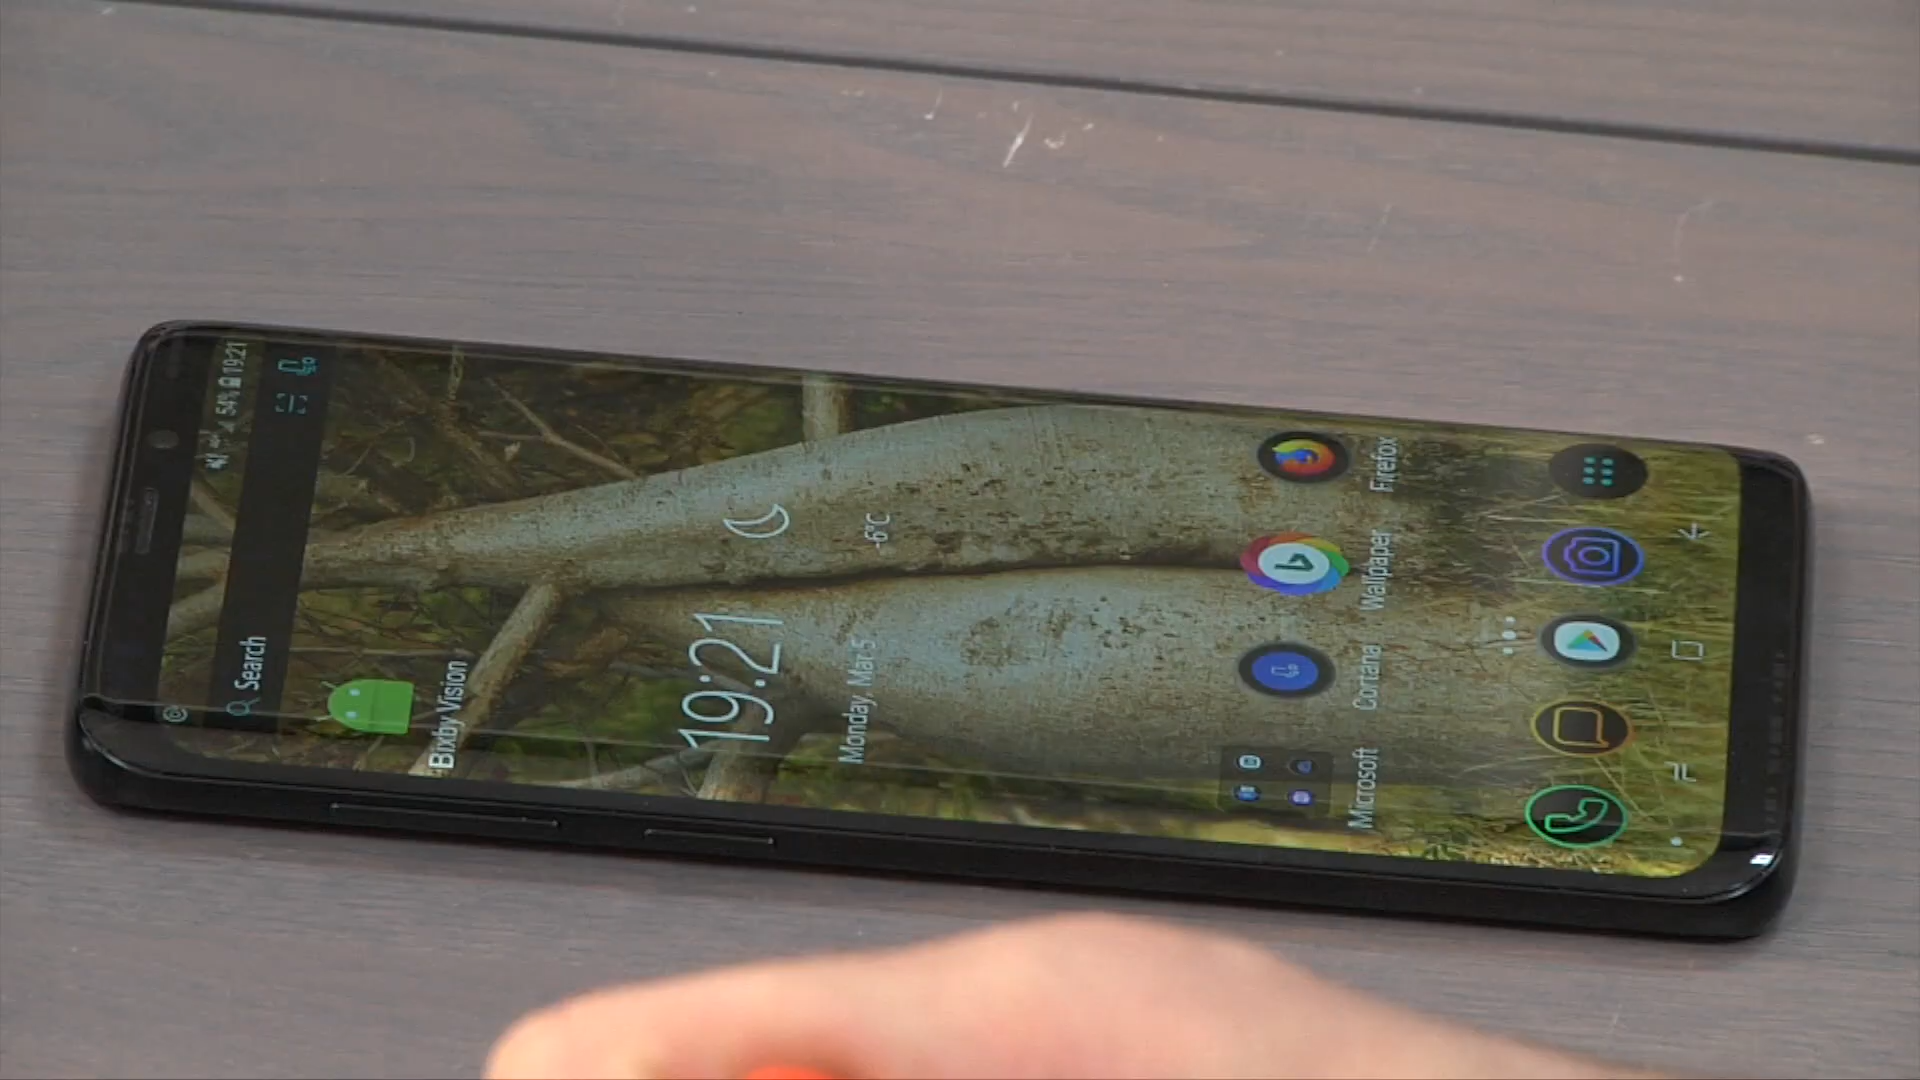 54% 19:21
Search
Bixby Vision
19:21
-6°C
Monday, Mar 5
Microsoft
Cortana
Wallpaper
Firefox